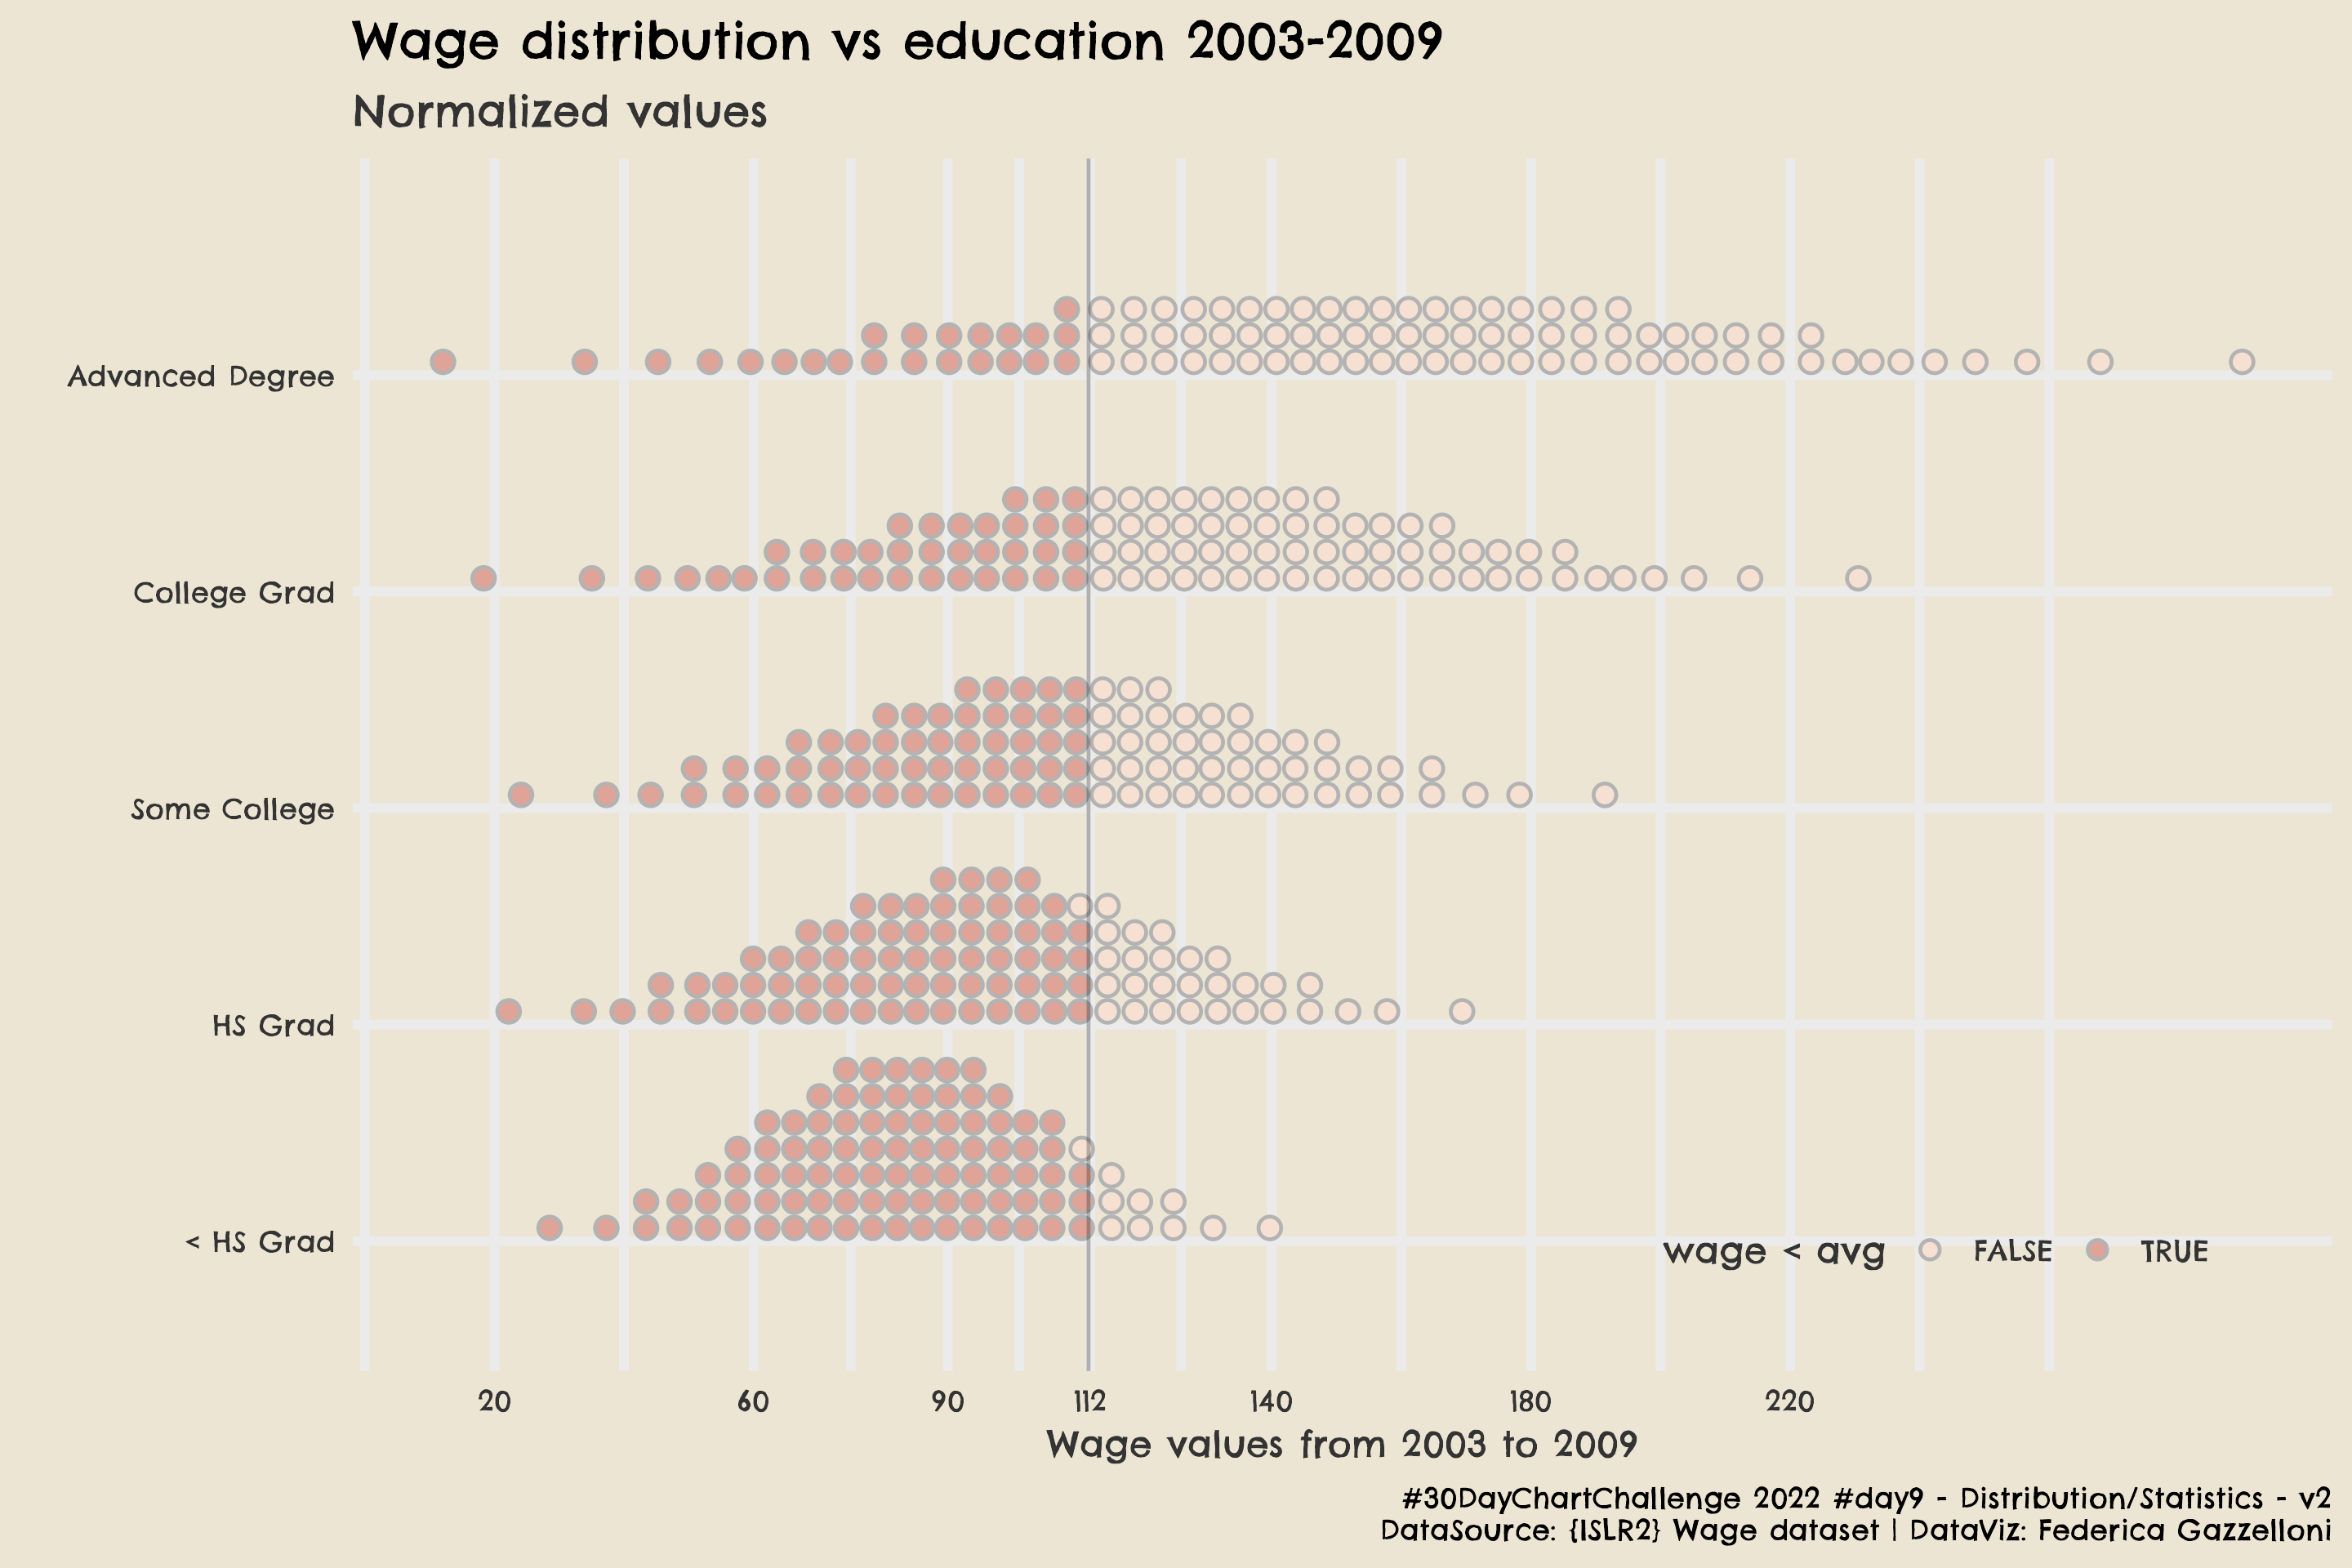 Wage distribution vs education 2003-2009
Normalized values
Advanced Degree
College Grad
Some College
HS Grad
< HS Grad
wage < avg FALSE TRUE
20 60 90 112 140 180 220
Wage values from 2003 to 2009
#30DayChartChallenge 2022 #day9 - Distribution/Statistics - v2
DataSource: {ISLR2} Wage dataset | DataViz: Federica Gazzelloni